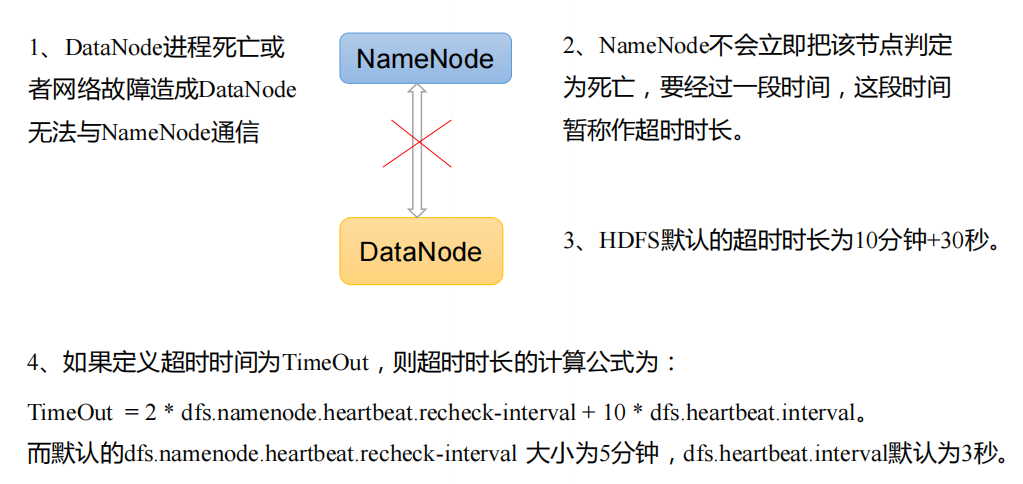 1、DataNode进程死亡或
者网络故障造成DataNode
无法与NameNode通信
NameNode
DataNode
2、NameNode不会立即把该节点判定
为死亡，要经过一段时间，这段时间
暂称作超时时长。
3、HDFS默认的超时时长为10分钟+30秒。
4、如果定义超时时间为TimeOut，则超时时长的计算公式为：
TimeOut = 2 * dfs.namenode.heartbeat.recheck-interval + 10 * dfs.heartbeat.interval。
而默认的dfs.namenode.heartbeat.recheck-interval 大小为5分钟，dfs.heartbeat.interval默认为3秒。